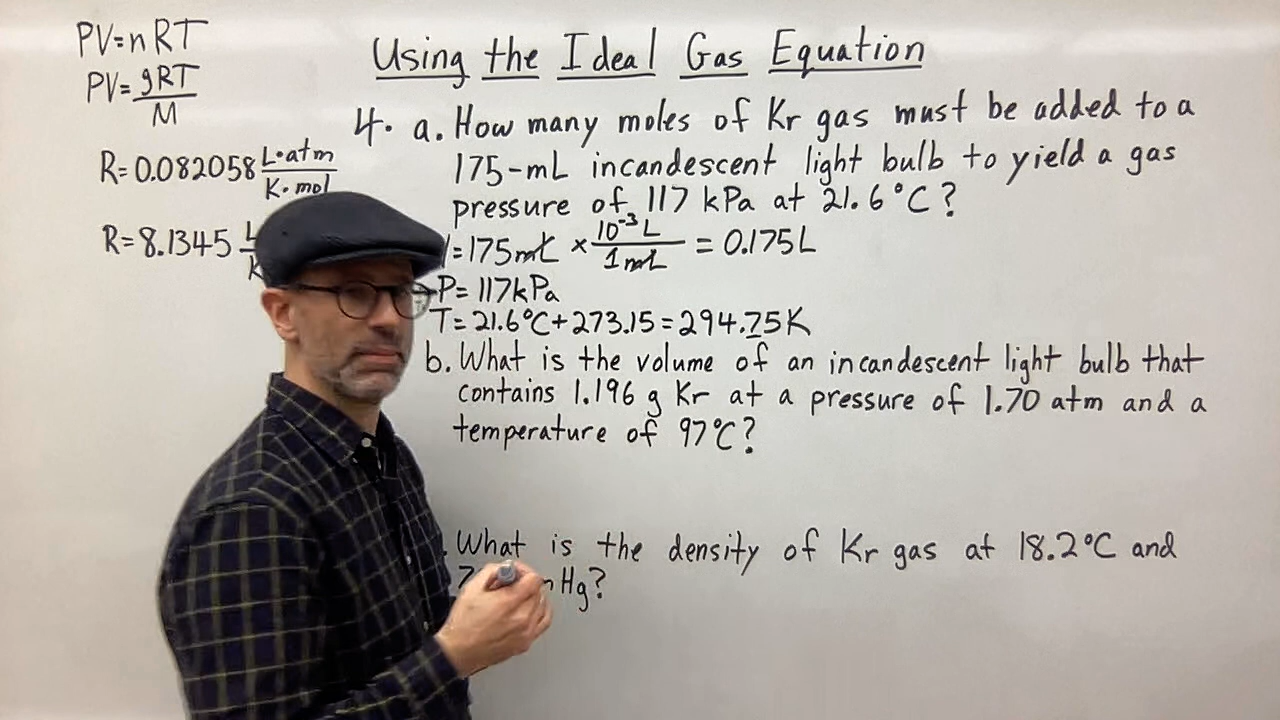 PV=nRT
PV=gRT
M
R=0.082058 L·atm
K·mol
R=8.1345 L
K
Using the Ideal Gas Equation
4. a. How many moles of Kr gas must be added to a
175-mL incandescent light bulb to yield a gas
pressure of 117 kPa at 21.6°C?
=175mL × 10⁻³L / 1mL = 0.175L
P=117kPa
T=21.6°C+273.15=294.75K
b. What is the volume of an incandescent light bulb that
contains 1.196 g Kr at a pressure of 1.70 atm and a
temperature of 97°C?
. What is the density of Kr gas at 18.2°C and
Hg?